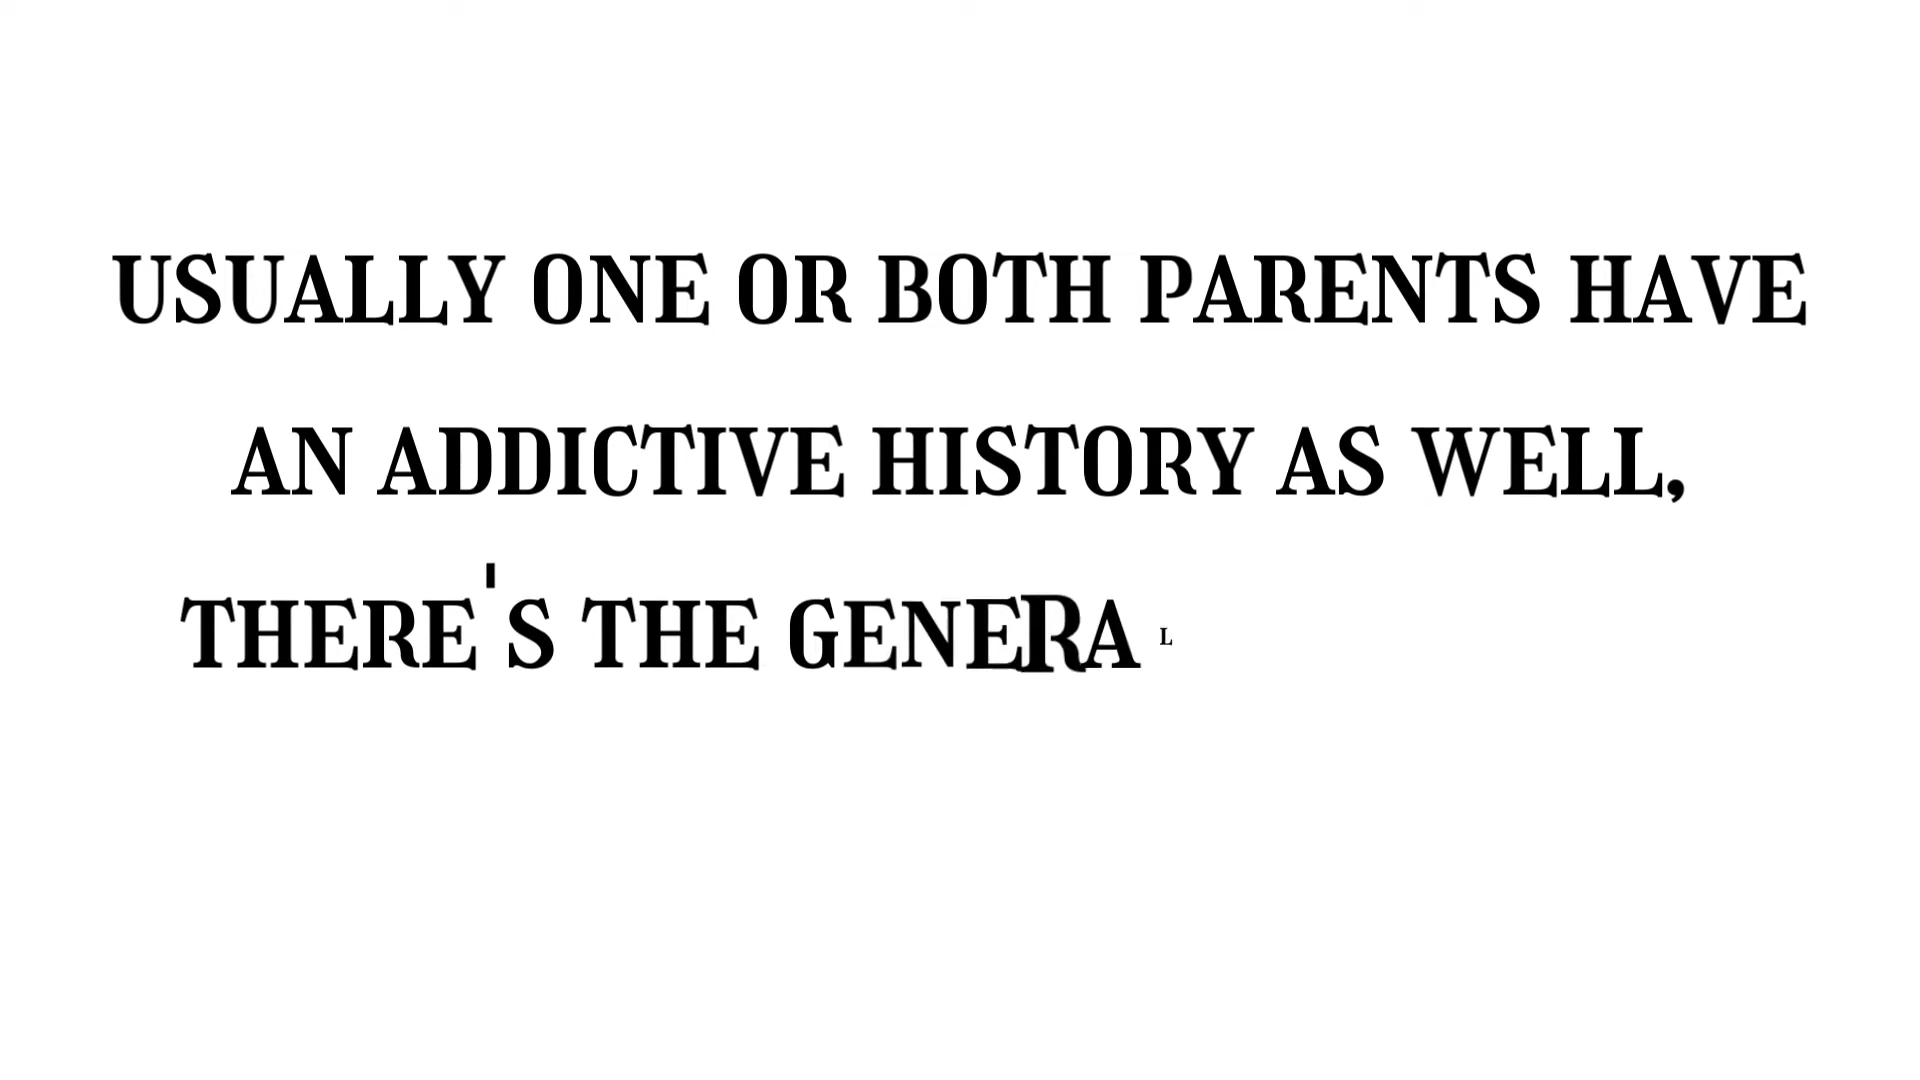 USUALLY ONE OR BOTH PARENTS HAVE
AN ADDICTIVE HISTORY AS WELL,
THERE'S THE GENERAL